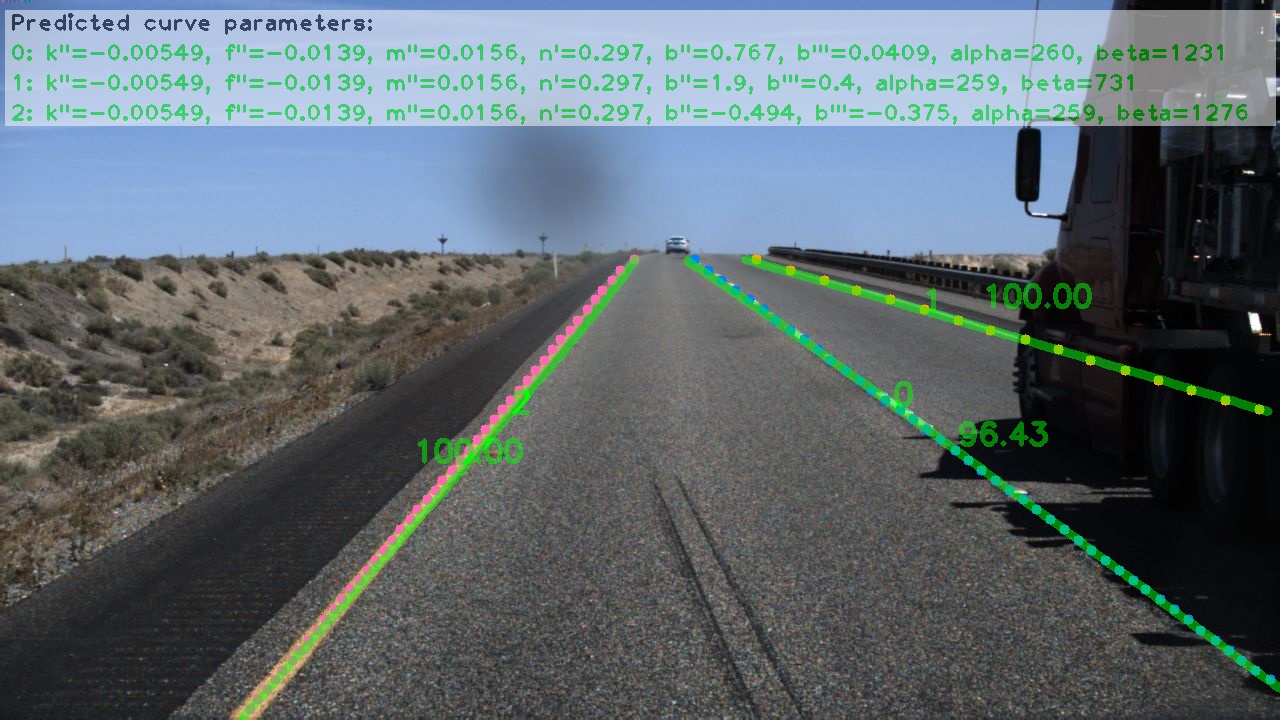 Predicted curve parameters:
0: k''=-0.00549, f''=-0.0139, m''=0.0156, n'=0.297, b''=0.767, b'''=0.0409, alpha=260, beta=1231
1: k''=-0.00549, f''=-0.0139, m''=0.0156, n'=0.297, b''=1.9, b'''=0.4, alpha=259, beta=731
2: k''=-0.00549, f''=-0.0139, m''=0.0156, n'=0.297, b''=-0.494, b'''=-0.375, alpha=259, beta=1276
1 100.00
0
96.43
2
100.00